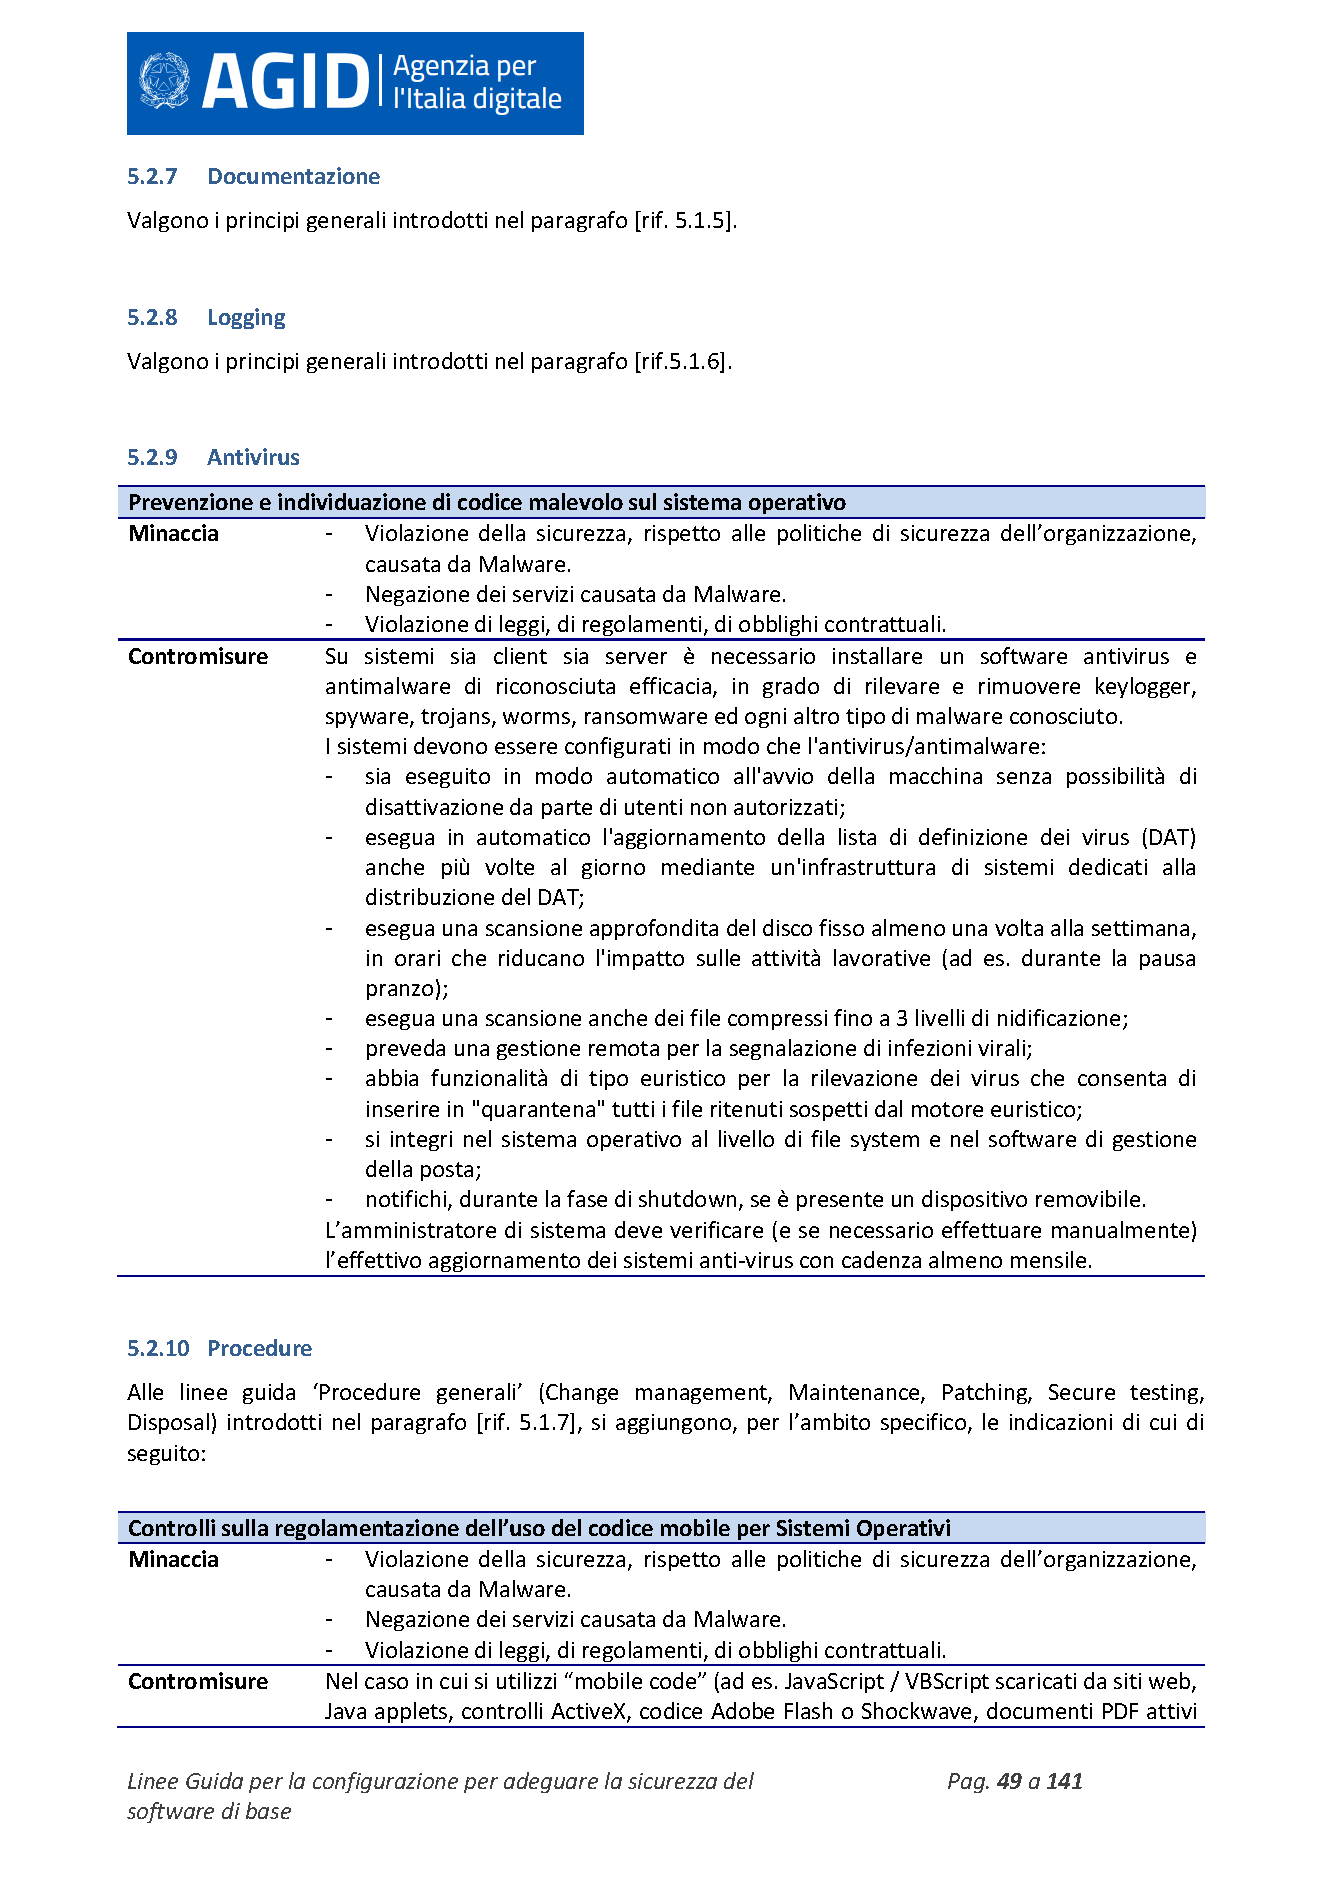 AGID Agenzia per
l'Italia digitale
5.2.7 Documentazione
Valgono i principi generali introdotti nel paragrafo [rif. 5.1.5].
5.2.8 Logging
Valgono i principi generali introdotti nel paragrafo [rif.5.1.6].
5.2.9 Antivirus
Prevenzione e individuazione di codice malevolo sul sistema operativo
Minaccia - Violazione della sicurezza, rispetto alle politiche di sicurezza dell’organizzazione,
causata da Malware.
- Negazione dei servizi causata da Malware.
- Violazione di leggi, di regolamenti, di obblighi contrattuali.
Contromisure Su sistemi sia client sia server è necessario installare un software antivirus e
antimalware di riconosciuta efficacia, in grado di rilevare e rimuovere keylogger,
spyware, trojans, worms, ransomware ed ogni altro tipo di malware conosciuto.
I sistemi devono essere configurati in modo che l'antivirus/antimalware:
- sia eseguito in modo automatico all'avvio della macchina senza possibilità di
disattivazione da parte di utenti non autorizzati;
- esegua in automatico l'aggiornamento della lista di definizione dei virus (DAT)
anche più volte al giorno mediante un'infrastruttura di sistemi dedicati alla
distribuzione del DAT;
- esegua una scansione approfondita del disco fisso almeno una volta alla settimana,
in orari che riducano l'impatto sulle attività lavorative (ad es. durante la pausa
pranzo);
- esegua una scansione anche dei file compressi fino a 3 livelli di nidificazione;
- preveda una gestione remota per la segnalazione di infezioni virali;
- abbia funzionalità di tipo euristico per la rilevazione dei virus che consenta di
inserire in "quarantena" tutti i file ritenuti sospetti dal motore euristico;
- si integri nel sistema operativo al livello di file system e nel software di gestione
della posta;
- notifichi, durante la fase di shutdown, se è presente un dispositivo removibile.
L’amministratore di sistema deve verificare (e se necessario effettuare manualmente)
l’effettivo aggiornamento dei sistemi anti-virus con cadenza almeno mensile.
5.2.10 Procedure
Alle linee guida ‘Procedure generali’ (Change management, Maintenance, Patching, Secure testing,
Disposal) introdotti nel paragrafo [rif. 5.1.7], si aggiungono, per l’ambito specifico, le indicazioni di cui di
seguito:
Controlli sulla regolamentazione dell’uso del codice mobile per Sistemi Operativi
Minaccia - Violazione della sicurezza, rispetto alle politiche di sicurezza dell’organizzazione,
causata da Malware.
- Negazione dei servizi causata da Malware.
- Violazione di leggi, di regolamenti, di obblighi contrattuali.
Contromisure Nel caso in cui si utilizzi “mobile code” (ad es. JavaScript / VBScript scaricati da siti web,
Java applets, controlli ActiveX, codice Adobe Flash o Shockwave, documenti PDF attivi
Linee Guida per la configurazione per adeguare la sicurezza del Pag. 49 a 141
software di base